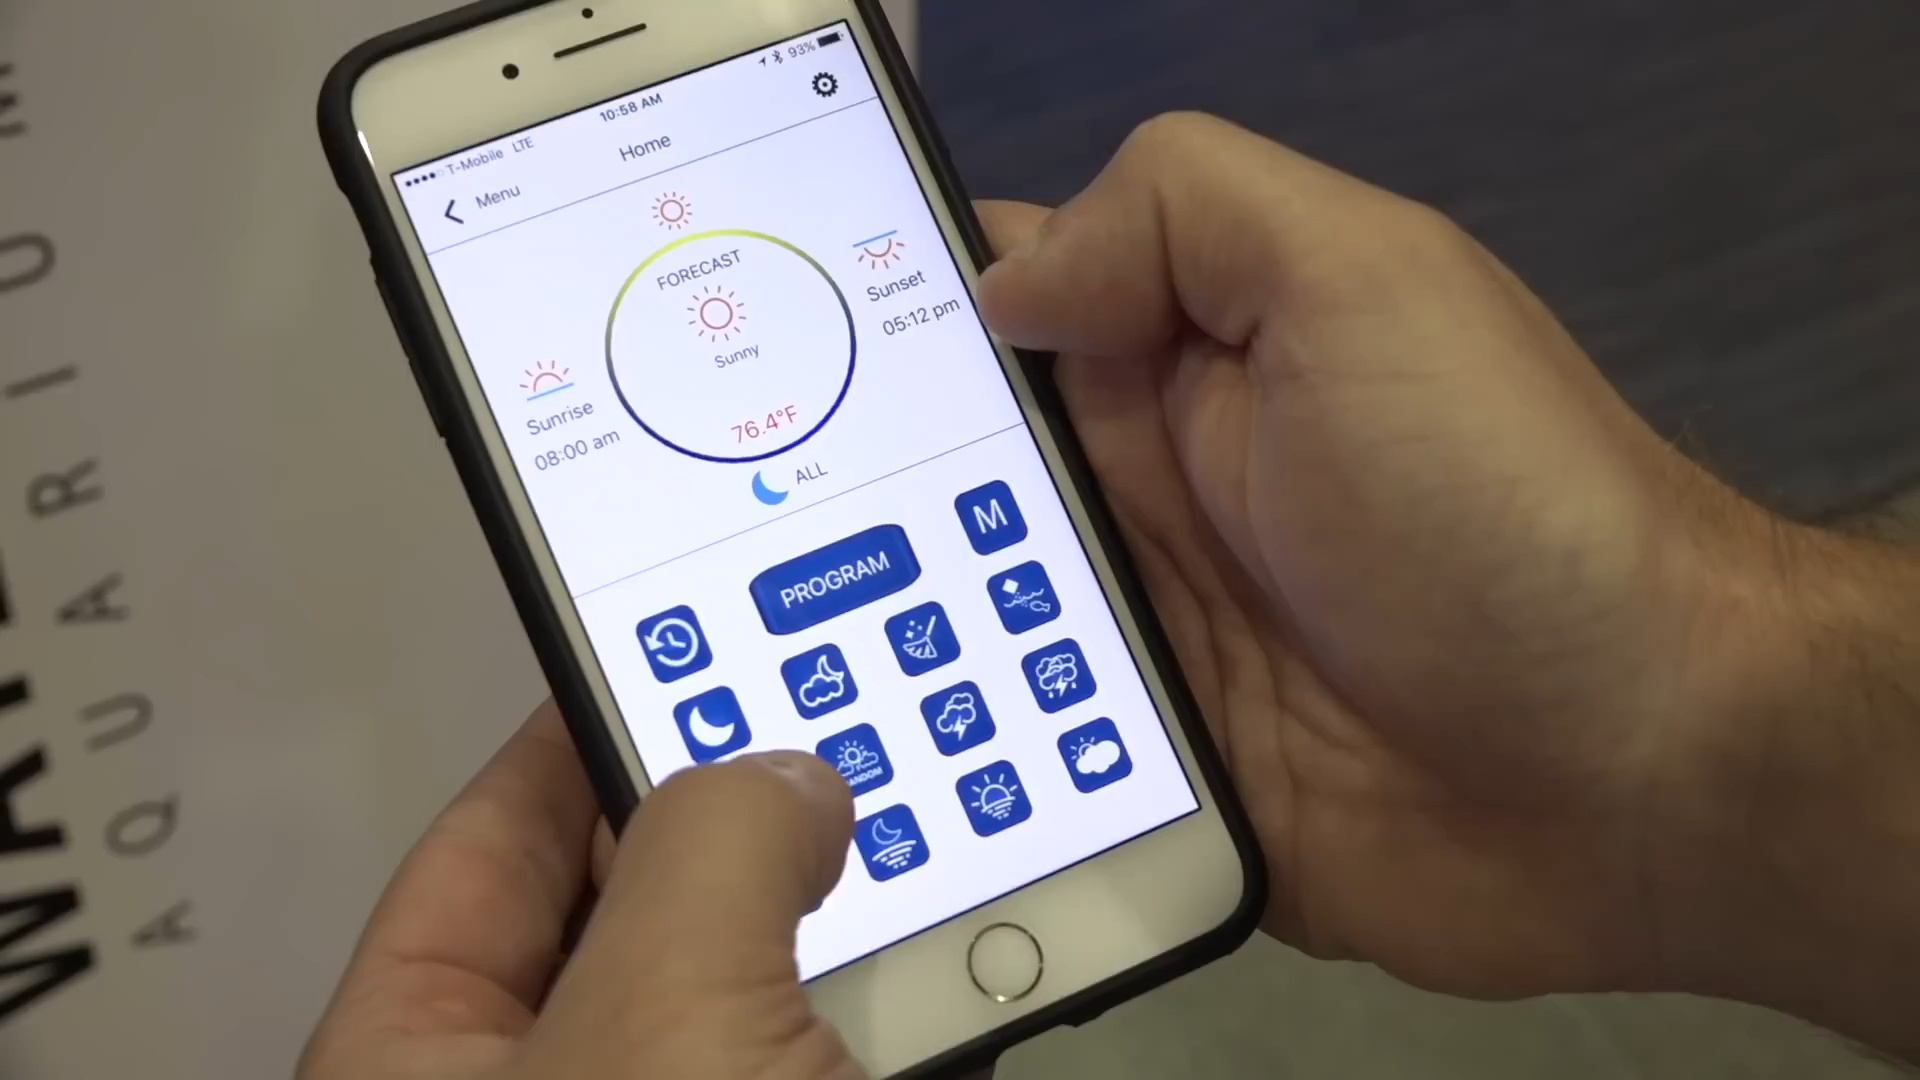 T-Mobile LTE
10:58 AM
93%
Menu
Home
FORECAST
Sunny
76.4°F
Sunrise
08:00 am
Sunset
05:12 pm
ALL
PROGRAM
M
AQUARIUM